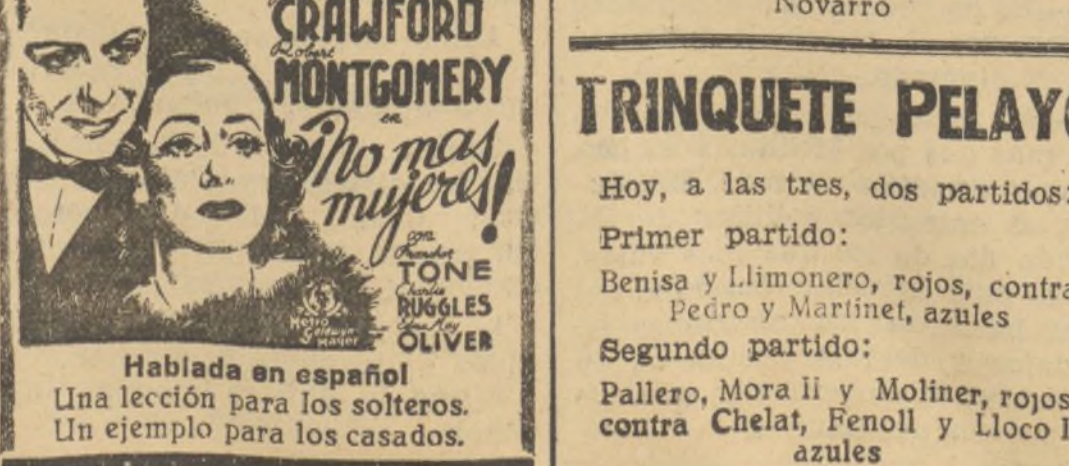 CRAWFORD
Robert
MONTGOMERY
en
¡No mas
mujeres!
con
Franchot
TONE
Charlie
RUGGLES
Edna May
OLIVER
Metro
Goldwyn
Mayer
Hablada en español
Una lección para los solteros.
Un ejemplo para los casados.
Novarro
TRINQUETE PELAYO
Hoy, a las tres, dos partidos:
Primer partido:
Benisa y Llimonero, rojos, contra
Pedro y Martinet, azules
Segundo partido:
Pallero, Mora ii y Moliner, rojos
contra Chelat, Fenoll y Lloco I
azules